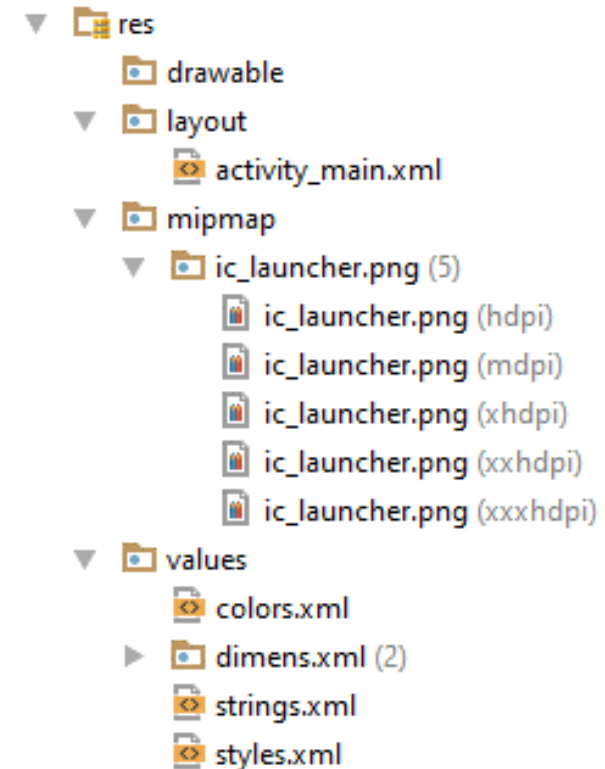 res
drawable
layout
activity_main.xml
mipmap
ic_launcher.png (5)
ic_launcher.png (hdpi)
ic_launcher.png (mdpi)
ic_launcher.png (xhdpi)
ic_launcher.png (xxhdpi)
ic_launcher.png (xxxhdpi)
values
colors.xml
dimens.xml (2)
strings.xml
styles.xml